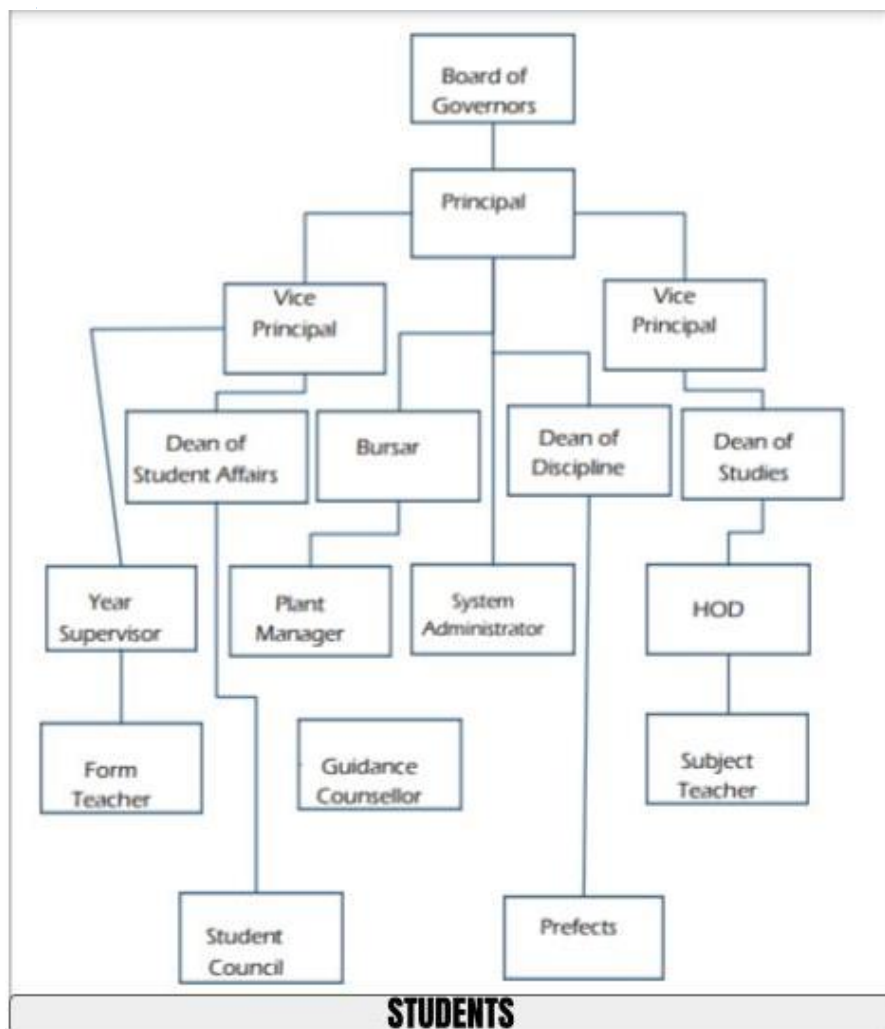 Board of
Governors
Principal
Vice
Principal
Vice
Principal
Dean of
Student Affairs
Bursar
Dean of
Discipline
Dean of
Studies
Year
Supervisor
Plant
Manager
System
Administrator
HOD
Form
Teacher
Guidance
Counsellor
Subject
Teacher
Student
Council
Prefects
STUDENTS